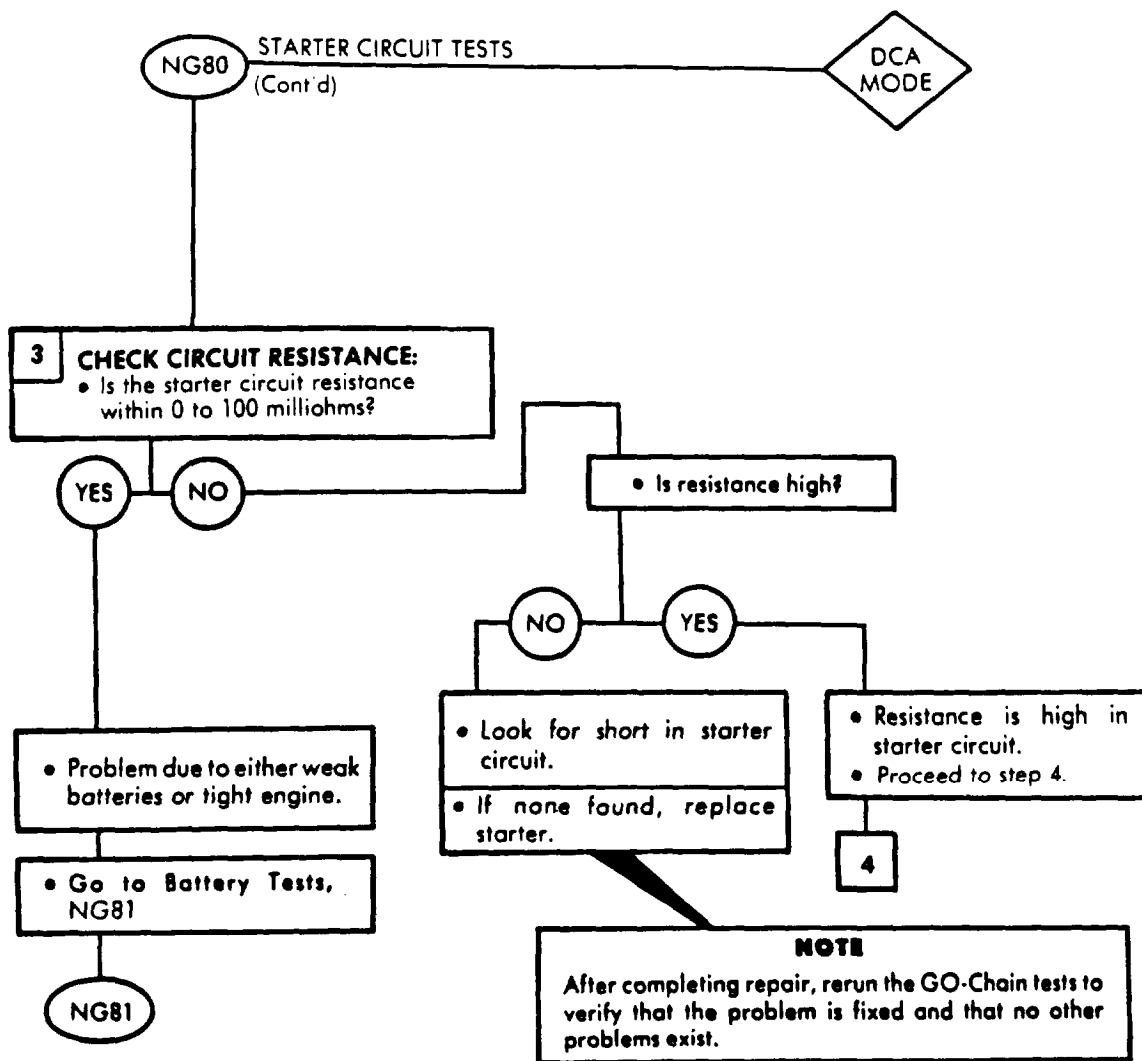 NG80
STARTER CIRCUIT TESTS
(Cont'd)
DCA
MODE
3
CHECK CIRCUIT RESISTANCE:
• Is the starter circuit resistance
within 0 to 100 milliohms?
YES
NO
• Is resistance high?
NO
YES
• Problem due to either weak
batteries or tight engine.
• Go to Battery Tests,
NG81
NG81
• Look for short in starter
circuit.
• If none found, replace
starter.
• Resistance is high in
starter circuit.
• Proceed to step 4.
4
NOTE
After completing repair, rerun the GO-Chain tests to
verify that the problem is fixed and that no other
problems exist.